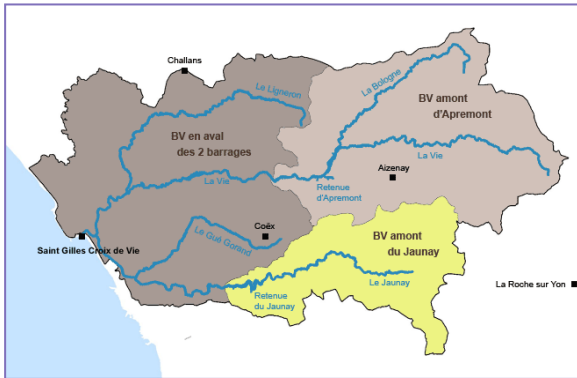 Challans
Le Ligneron
La Bologne
BV amont
d'Apremont
BV en aval
des 2 barrages
La Vie
La Vie
Retenue
d'Apremont
Aizenay
Coëx
Le Gué Gorand
Saint Gilles Croix de Vie
BV amont
du Jaunay
Retenue
du Jaunay
Le Jaunay
La Roche sur Yon